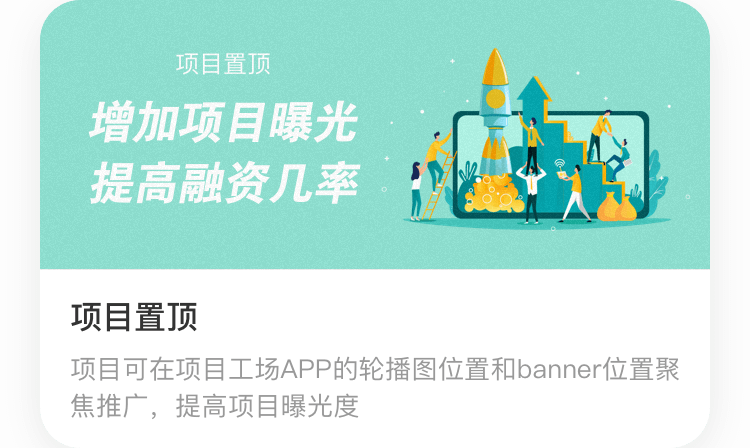 项目置顶
增加项目曝光
提高融资几率
项目置顶
项目可在项目工场APP的轮播图位置和banner位置聚
焦推广，提高项目曝光度